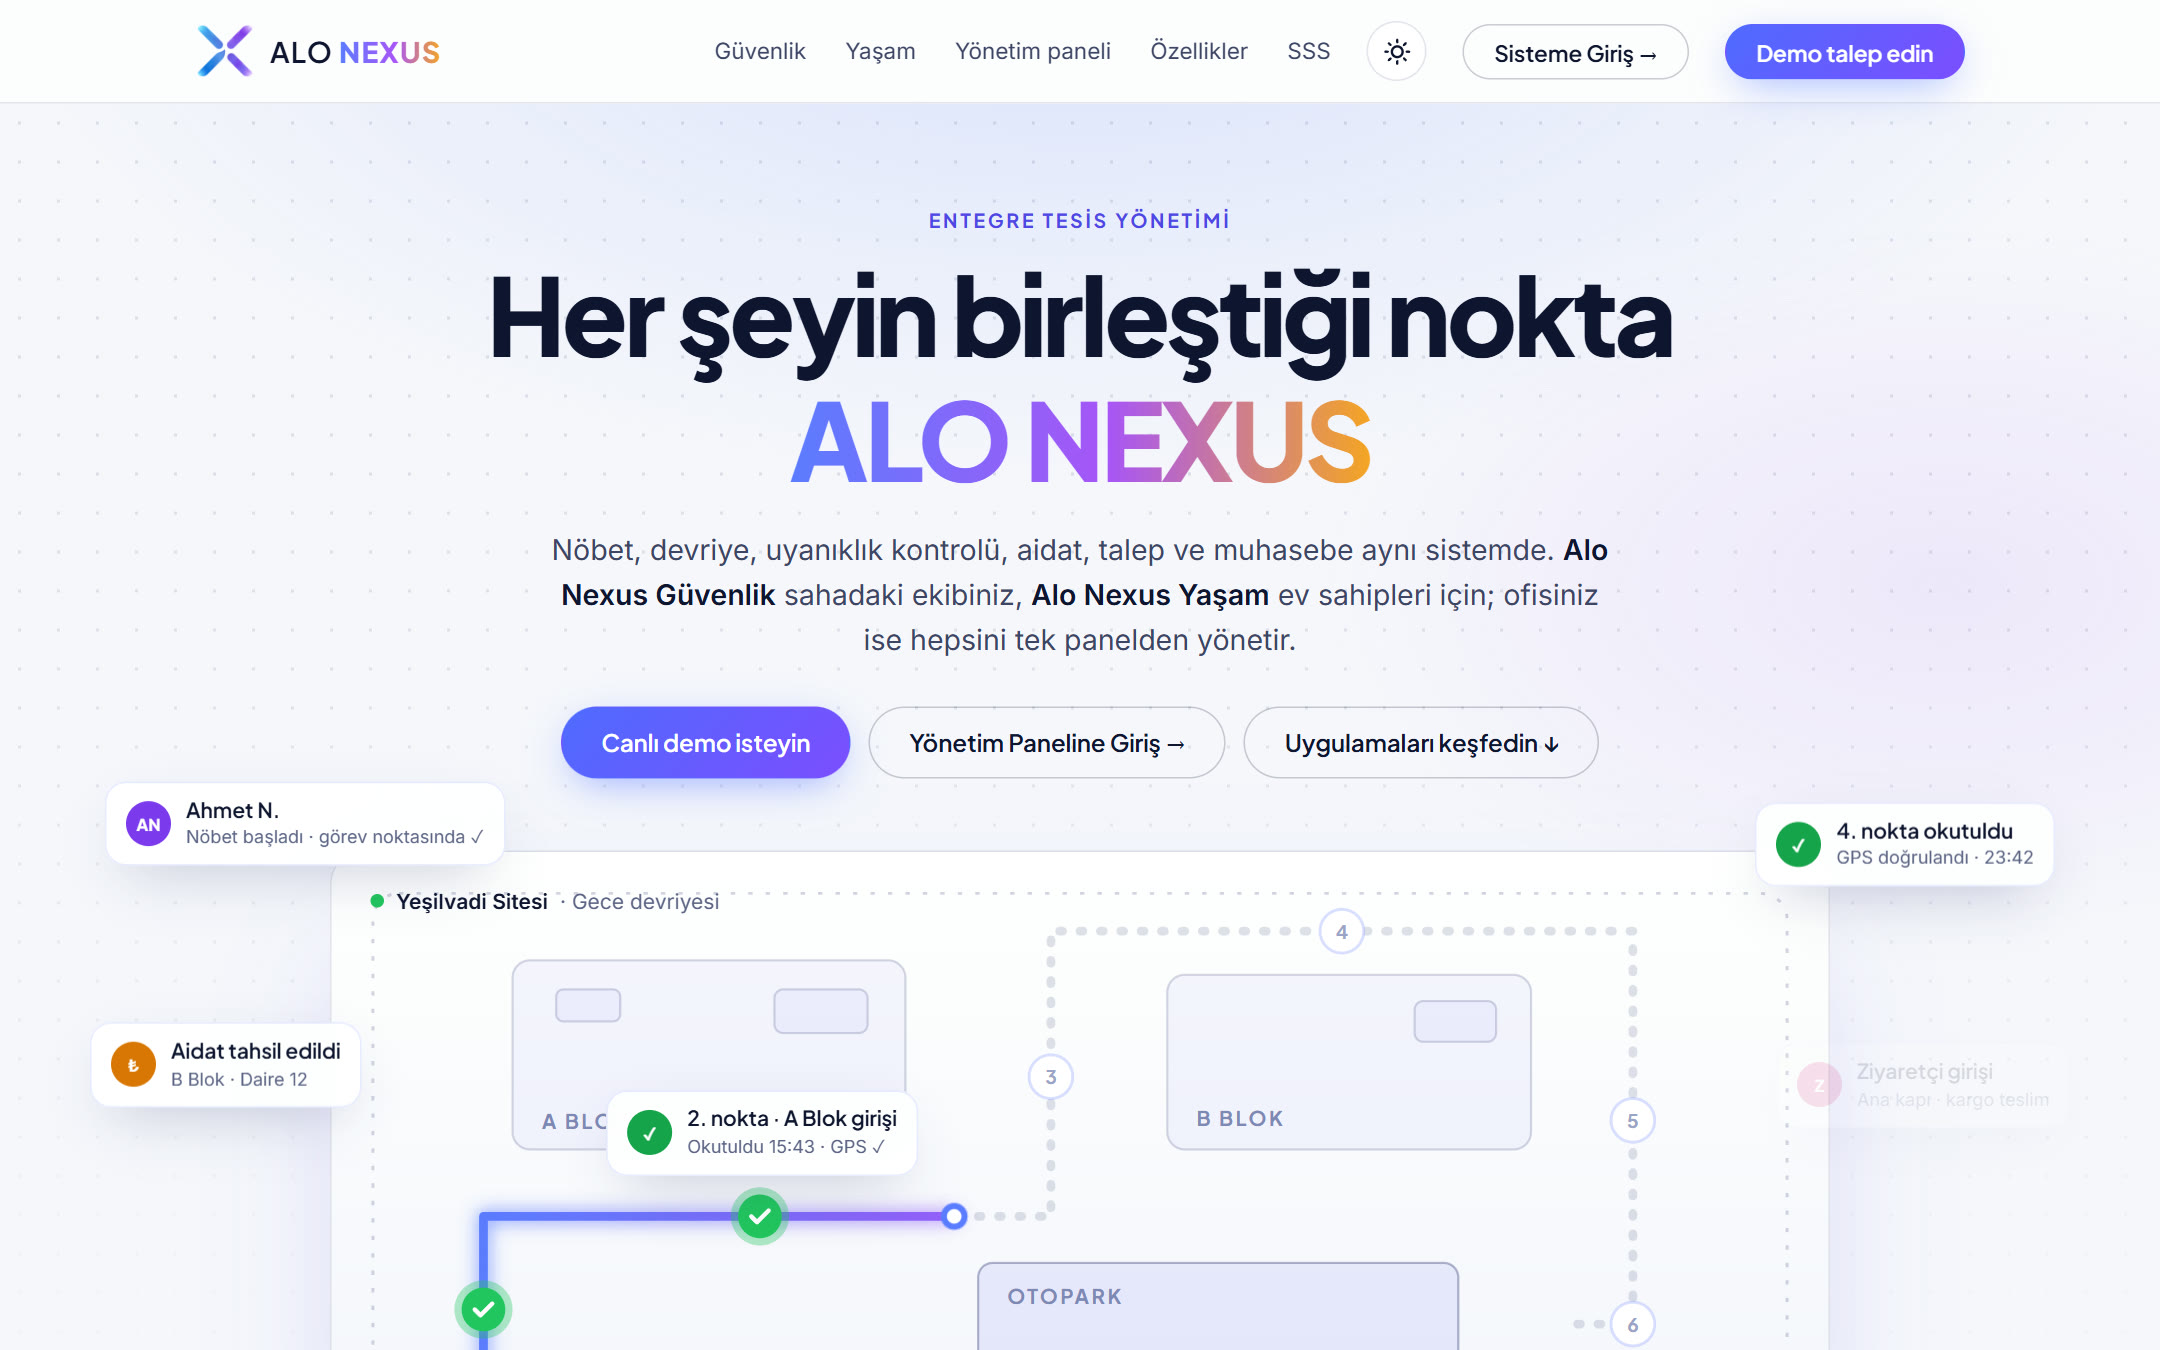 ALO NEXUS
Güvenlik
Yaşam
Yönetim paneli
Özellikler
SSS
Sisteme Giriş →
Demo talep edin
ENTEGRE TESİS YÖNETİMİ
Her şeyin birleştiği nokta
ALO NEXUS
Nöbet, devriye, uyanıklık kontrolü, aidat, talep ve muhasebe aynı sistemde. Alo
Nexus Güvenlik sahadaki ekibiniz, Alo Nexus Yaşam ev sahipleri için; ofisiniz
ise hepsini tek panelden yönetir.
Canlı demo isteyin
Yönetim Paneline Giriş →
Uygulamaları keşfedin ↓
AN
Ahmet N.
Nöbet başladı · görev noktasında ✓
✓
4. nokta okutuldu
GPS doğrulandı · 23:42
Yeşilvadi Sitesi · Gece devriyesi
4
₺
Aidat tahsil edildi
B Blok · Daire 12
3
Z
Ziyaretçi girişi
Ana kapı · kargo teslim
A BLO
✓
2. nokta · A Blok girişi
Okutuldu 15:43 · GPS ✓
B BLOK
5
OTOPARK
6